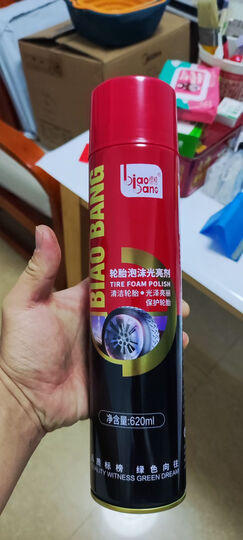 biao
bang
BIAO BANG
轮胎泡沫光亮剂
TIRE FOAM POLISH
清洁轮胎•光泽亮丽
保护轮胎
净含量:620ml
质标榜 绿色向往
QUALITY WITNESS GREEN DREAM